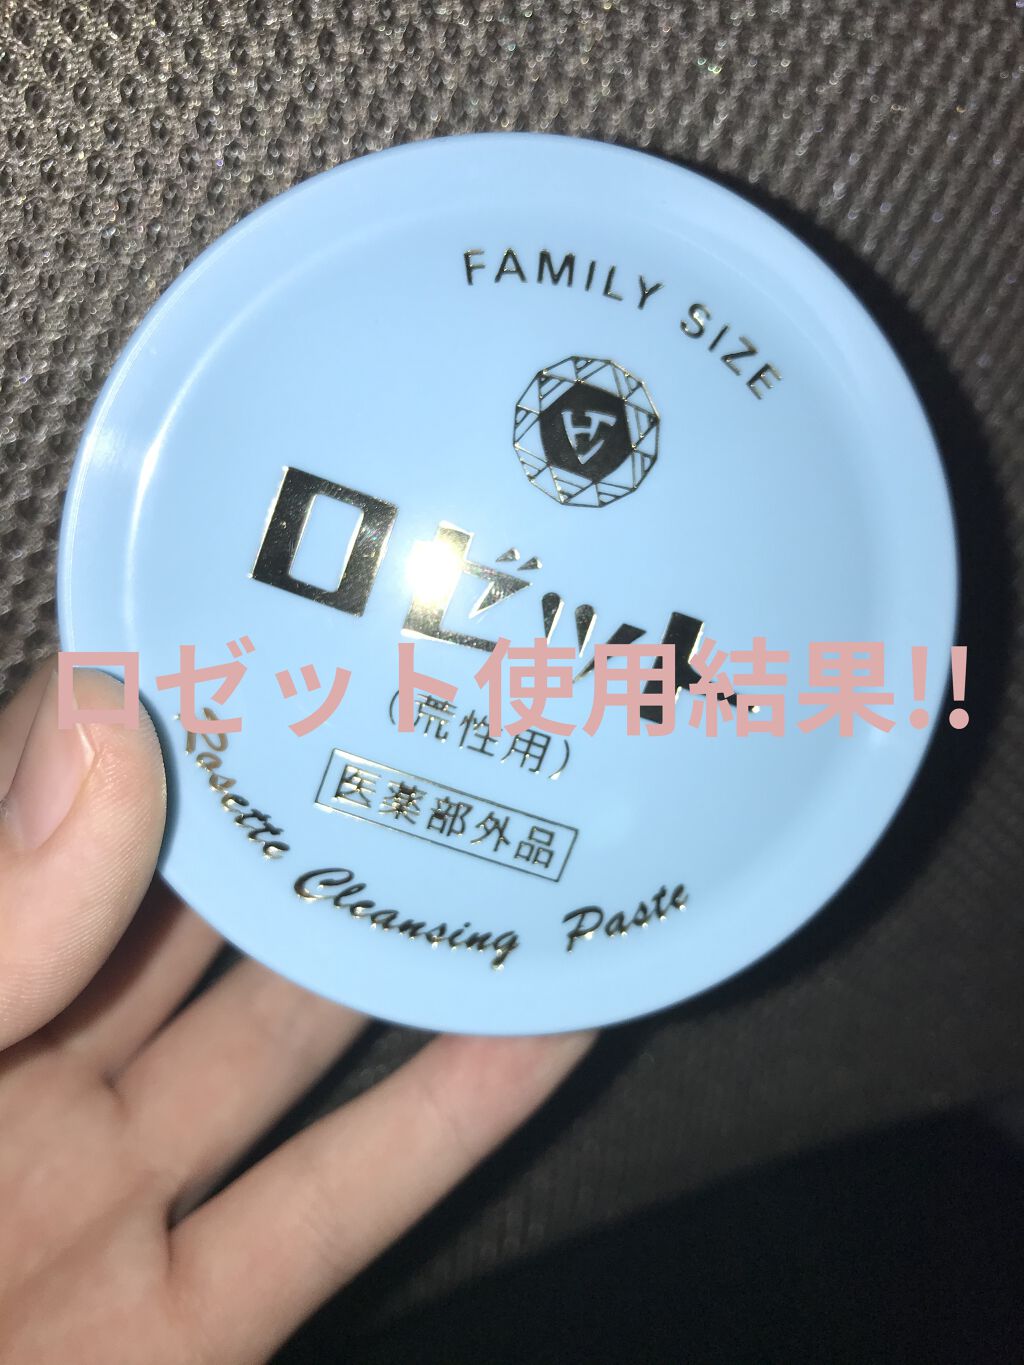 FAMILY SIZE
ロゼット
ロゼット使用結果!!
(荒性用)
医薬部外品
Rosette Cleansing Paste